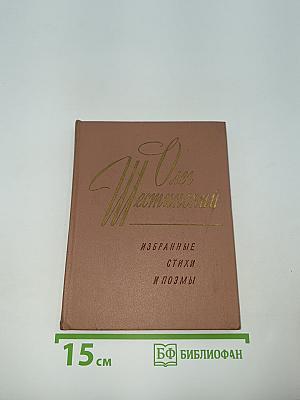 Олег
Шестинский
ИЗБРАННЫЕ
СТИХИ
И ПОЭМЫ
15 см
БФ БИБЛИОФАН